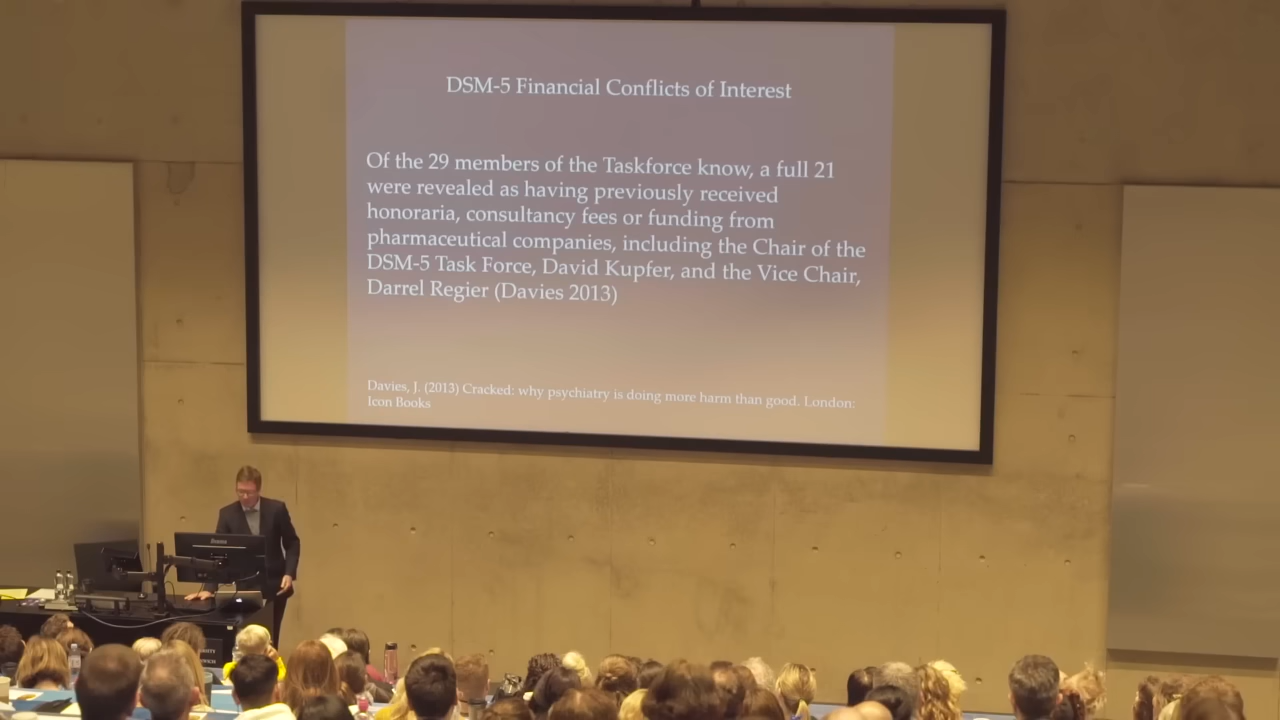 DSM-5 Financial Conflicts of Interest
Of the 29 members of the Taskforce know, a full 21
were revealed as having previously received
honoraria, consultancy fees or funding from
pharmaceutical companies, including the Chair of the
DSM-5 Task Force, David Kupfer, and the Vice Chair,
Darrel Regier (Davies 2013)
Davies, J. (2013) Cracked: why psychiatry is doing more harm than good. London:
Icon Books